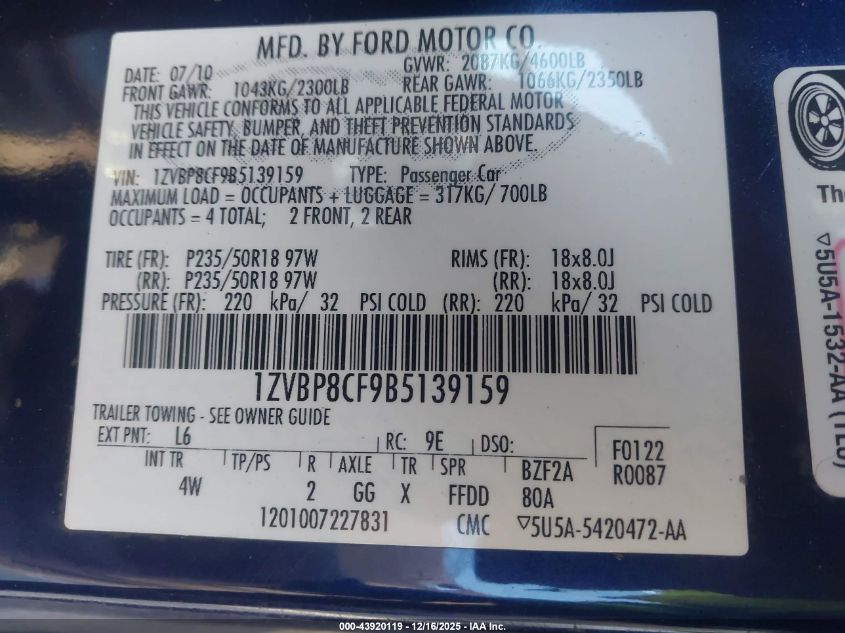 MFD. BY FORD MOTOR CO.
DATE: 07/10 GVWR: 2087KG/4600LB
FRONT GAWR: 1043KG/2300LB REAR GAWR: 1066KG/2350LB
THIS VEHICLE CONFORMS TO ALL APPLICABLE FEDERAL MOTOR
VEHICLE SAFETY, BUMPER, AND THEFT PREVENTION STANDARDS
IN EFFECT ON THE DATE OF MANUFACTURE SHOWN ABOVE.
VIN: 1ZVBP8CF9B5139159 TYPE: Passenger Car
MAXIMUM LOAD = OCCUPANTS + LUGGAGE = 317KG/ 700LB
OCCUPANTS = 4 TOTAL; 2 FRONT, 2 REAR
TIRE (FR): P235/50R18 97W RIMS (FR): 18x8.0J
(RR): P235/50R18 97W (RR): 18x8.0J
PRESSURE (FR): 220 kPa/ 32 PSI COLD (RR): 220 kPa/ 32 PSI COLD
1ZVBP8CF9B5139159
TRAILER TOWING - SEE OWNER GUIDE
EXT PNT: L6 RC: 9E DSO: F0122
INT TR TP/PS R AXLE TR SPR BZF2A R0087
4W 2 GG X FFDD 80A
1201007227831 CMC ▽5U5A-5420472-AA
The
▽5U5A-1532-AA
000-43920119 - 12/16/2025 - IAA Inc.